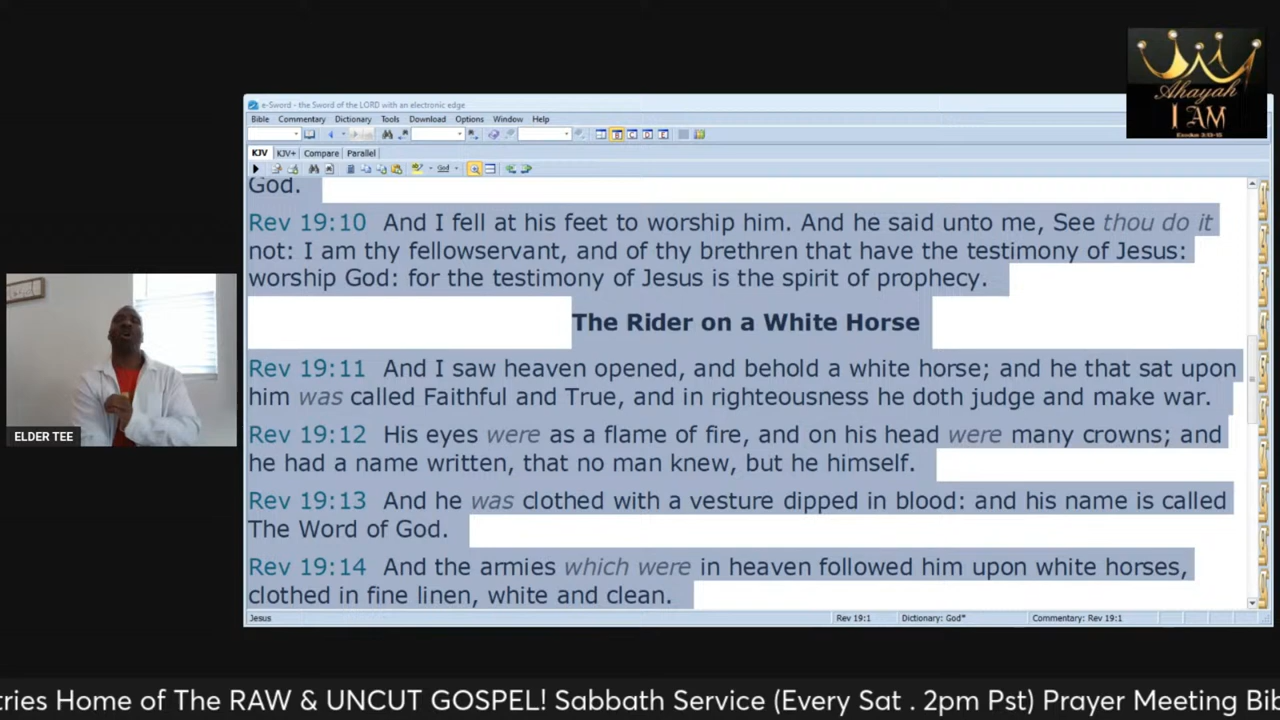 Ahayah
I AM
Exodus 3:13-15
e-Sword - the Sword of the LORD with an electronic edge
Bible Commentary Dictionary Tools Download Options Window Help
KJV KJV+ Compare Parallel
God
God.
Rev 19:10 And I fell at his feet to worship him. And he said unto me, See thou do it
not: I am thy fellowservant, and of thy brethren that have the testimony of Jesus:
worship God: for the testimony of Jesus is the spirit of prophecy.
The Rider on a White Horse
Rev 19:11 And I saw heaven opened, and behold a white horse; and he that sat upon
him was called Faithful and True, and in righteousness he doth judge and make war.
Rev 19:12 His eyes were as a flame of fire, and on his head were many crowns; and
he had a name written, that no man knew, but he himself.
Rev 19:13 And he was clothed with a vesture dipped in blood: and his name is called
The Word of God.
Rev 19:14 And the armies which were in heaven followed him upon white horses,
clothed in fine linen, white and clean.
Jesus Rev 19:1 Dictionary: God* Commentary: Rev 19:1
ELDER TEE
tries Home of The RAW & UNCUT GOSPEL! Sabbath Service (Every Sat . 2pm Pst) Prayer Meeting Bib